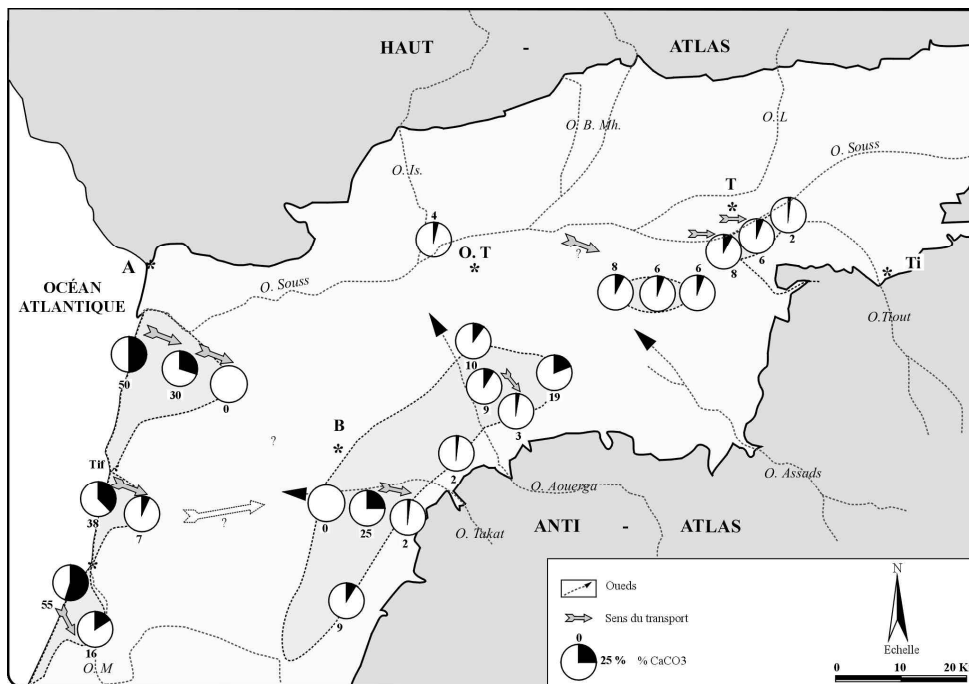 HAUT - ATLAS
O. B. Mh.
O. L
O. Is.
O. Souss
T
4
2
6
A
O. T
?
8
Ti
OCÉAN
ATLANTIQUE
O. Souss
8
6
6
O.Tiout
50
30
0
10
9
19
3
B
?
2
Tif
38
7
?
0
25
2
O. Takat
O. Aouerga
O. Assads
ANTI - ATLAS
55
16
O. M
9
Oueds
Sens du transport
0
25 % % CaCO3
N
Echelle
0 10 20 K